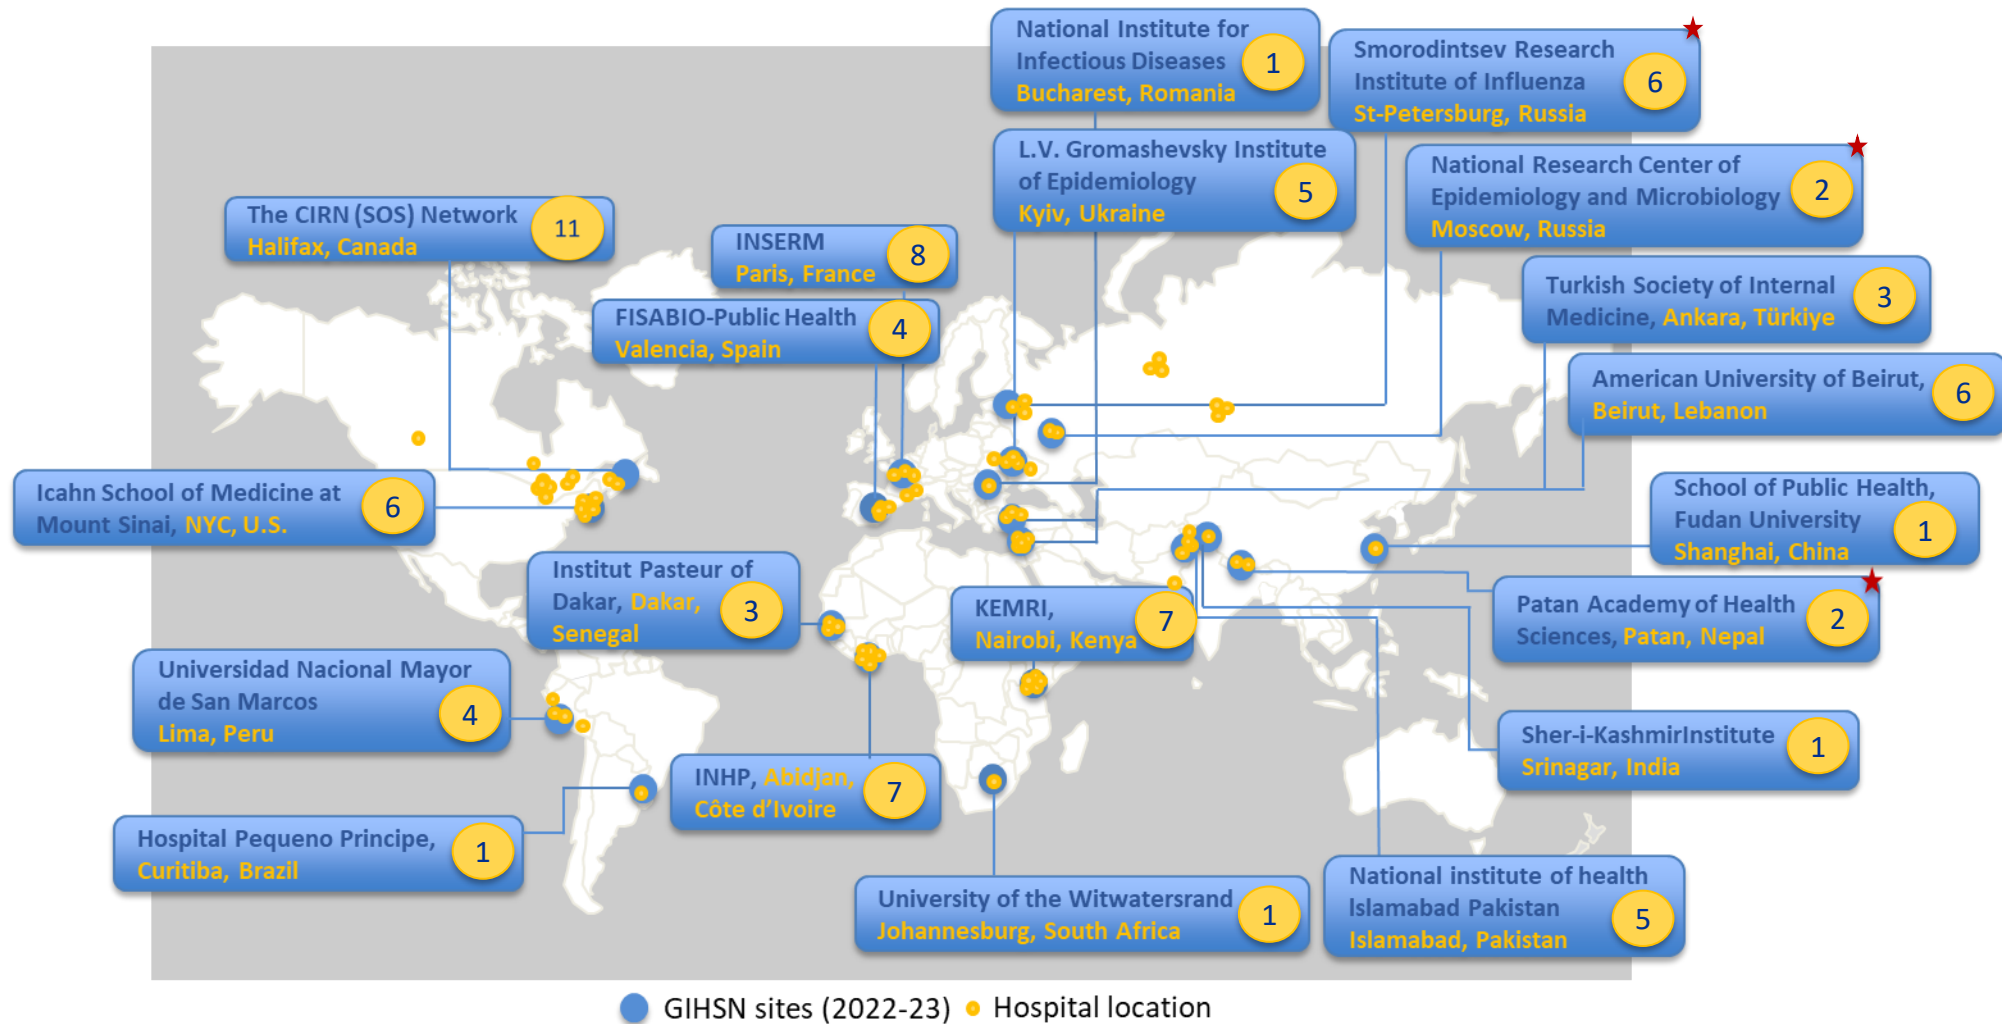 National Institute for
Infectious Diseases
Bucharest, Romania
1
Smorodintsev Research
Institute of Influenza
St-Petersburg, Russia
6
L.V. Gromashevsky Institute
of Epidemiology
Kyiv, Ukraine
5
National Research Center of
Epidemiology and Microbiology
Moscow, Russia
2
The CIRN (SOS) Network
Halifax, Canada
11
INSERM
Paris, France
8
Turkish Society of Internal
Medicine, Ankara, Türkiye
3
FISABIO-Public Health
Valencia, Spain
4
American University of Beirut,
Beirut, Lebanon
6
Icahn School of Medicine at
Mount Sinai, NYC, U.S.
6
School of Public Health,
Fudan University
Shanghai, China
1
Institut Pasteur of
Dakar, Dakar,
Senegal
3
KEMRI,
Nairobi, Kenya
7
Patan Academy of Health
Sciences, Patan, Nepal
2
Universidad Nacional Mayor
de San Marcos
Lima, Peru
4
Sher-i-KashmirInstitute
Srinagar, India
1
INHP, Abidjan,
Côte d'Ivoire
7
Hospital Pequeno Principe,
Curitiba, Brazil
1
University of the Witwatersrand
Johannesburg, South Africa
1
National institute of health
Islamabad Pakistan
Islamabad, Pakistan
5
GIHSN sites (2022-23)
Hospital location